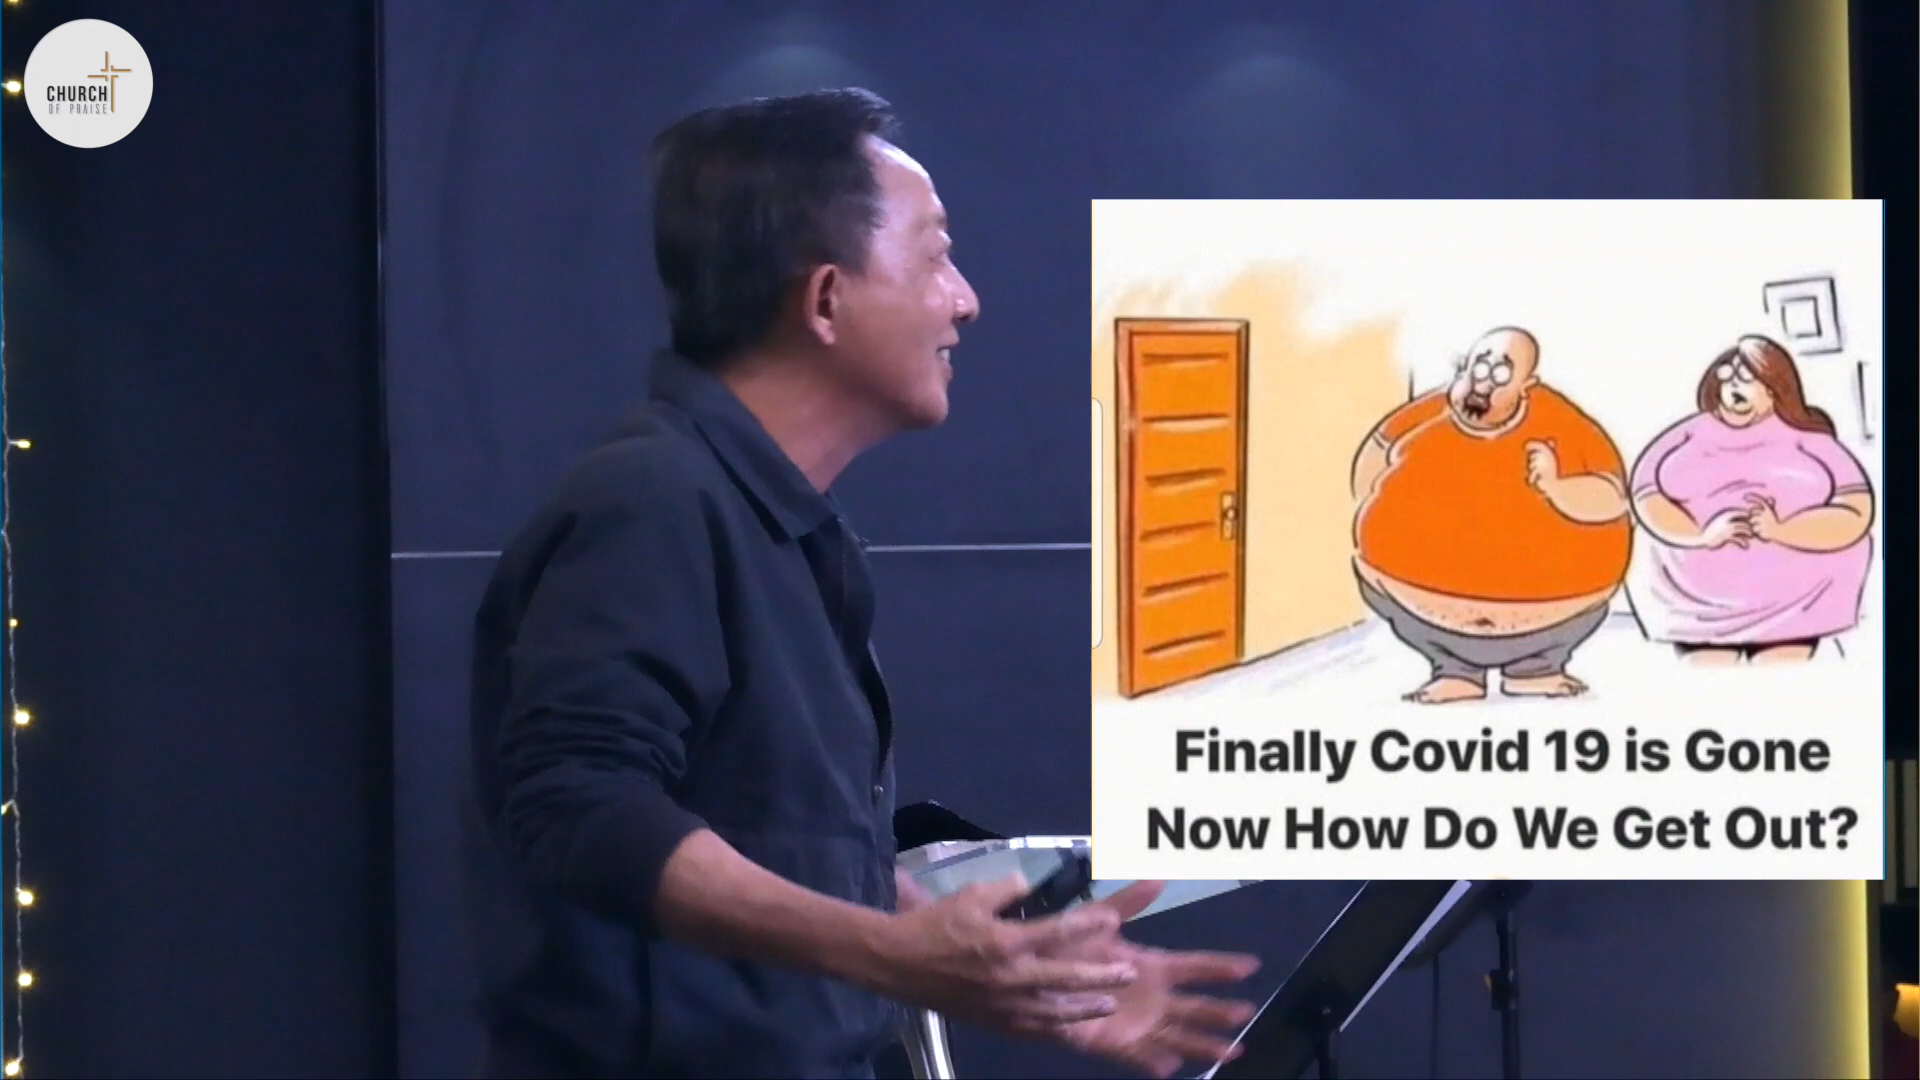 CHURCH
OF PRAISE
Finally Covid 19 is Gone
Now How Do We Get Out?